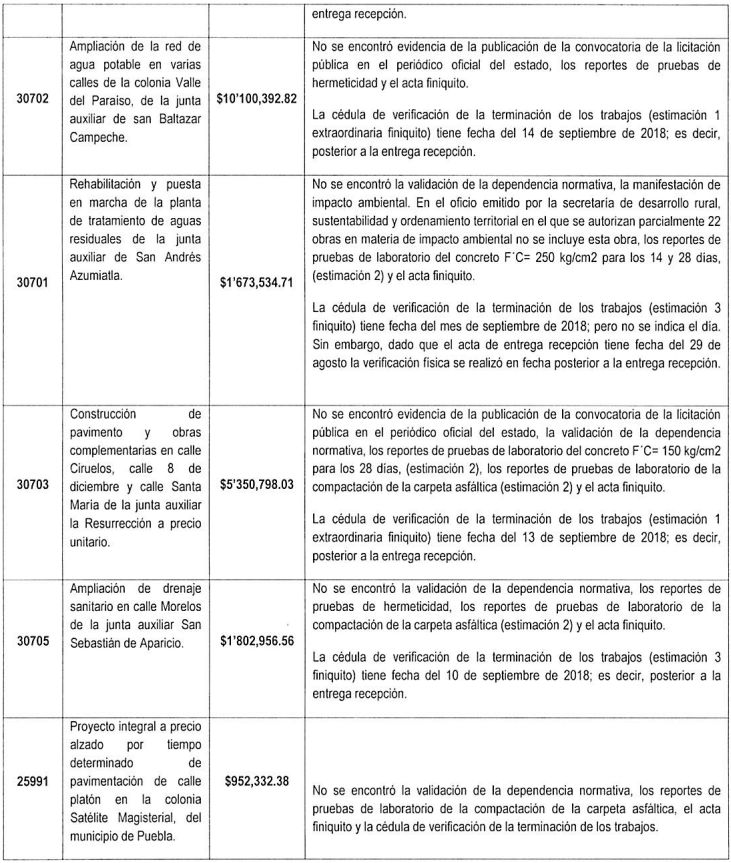 entrega recepción.
30702
Ampliación de la red de
agua potable en varias
calles de la colonia Valle
del Paraíso, de la junta
auxiliar de san Baltazar
Campeche.
$10'100,392.82
No se encontró evidencia de la publicación de la convocatoria de la licitación
pública en el periódico oficial del estado, los reportes de pruebas de
hermeticidad y el acta finiquito.
La cédula de verificación de la terminación de los trabajos (estimación 1
extraordinaria finiquito) tiene fecha del 14 de septiembre de 2018; es decir,
posterior a la entrega recepción.
30701
Rehabilitación y puesta
en marcha de la planta
de tratamiento de aguas
residuales de la junta
auxiliar de San Andrés
Azumiatla.
$1'673,534.71
No se encontró la validación de la dependencia normativa, la manifestación de
impacto ambiental. En el oficio emitido por la secretaría de desarrollo rural,
sustentabilidad y ordenamiento territorial en el que se autorizan parcialmente 22
obras en materia de impacto ambiental no se incluye esta obra, los reportes de
pruebas de laboratorio del concreto F´C= 250 kg/cm2 para los 14 y 28 días,
(estimación 2) y el acta finiquito.
La cédula de verificación de la terminación de los trabajos (estimación 3
finiquito) tiene fecha del mes de septiembre de 2018; pero no se indica el día.
Sin embargo, dado que el acta de entrega recepción tiene fecha del 29 de
agosto la verificación física se realizó en fecha posterior a la entrega recepción.
30703
Construcción de
pavimento y obras
complementarias en calle
Ciruelos, calle 8 de
diciembre y calle Santa
María de la junta auxiliar
la Resurrección a precio
unitario.
$5'350,798.03
No se encontró evidencia de la publicación de la convocatoria de la licitación
pública en el periódico oficial del estado, la validación de la dependencia
normativa, los reportes de pruebas de laboratorio del concreto F´C= 150 kg/cm2
para los 28 días, (estimación 2), los reportes de pruebas de laboratorio de la
compactación de la carpeta asfáltica (estimación 2) y el acta finiquito.
La cédula de verificación de la terminación de los trabajos (estimación 1
extraordinaria finiquito) tiene fecha del 13 de septiembre de 2018; es decir,
posterior a la entrega recepción.
30705
Ampliación de drenaje
sanitario en calle Morelos
de la junta auxiliar San
Sebastián de Aparicio.
$1'802,956.56
No se encontró la validación de la dependencia normativa, los reportes de
pruebas de hermeticidad, los reportes de pruebas de laboratorio de la
compactación de la carpeta asfáltica (estimación 2) y el acta finiquito.
La cédula de verificación de la terminación de los trabajos (estimación 3
finiquito) tiene fecha del 10 de septiembre de 2018; es decir, posterior a la
entrega recepción.
25991
Proyecto integral a precio
alzado por tiempo
determinado de
pavimentación de calle
platón en la colonia
Satélite Magisterial, del
municipio de Puebla.
$952,332.38
No se encontró la validación de la dependencia normativa, los reportes de
pruebas de laboratorio de la compactación de la carpeta asfáltica, el acta
finiquito y la cédula de verificación de la terminación de los trabajos.